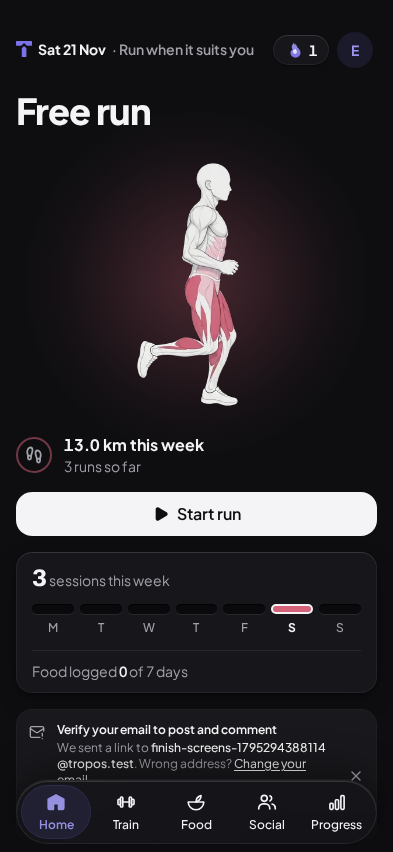 Sat 21 Nov · Run when it suits you
1
E
Free run
13.0 km this week
3 runs so far
Start run
3 sessions this week
M T W T F S S
Food logged 0 of 7 days
Verify your email to post and comment
We sent a link to finish-screens-1795294388114
@tropos.test. Wrong address? Change your
email
Home Train Food Social Progress